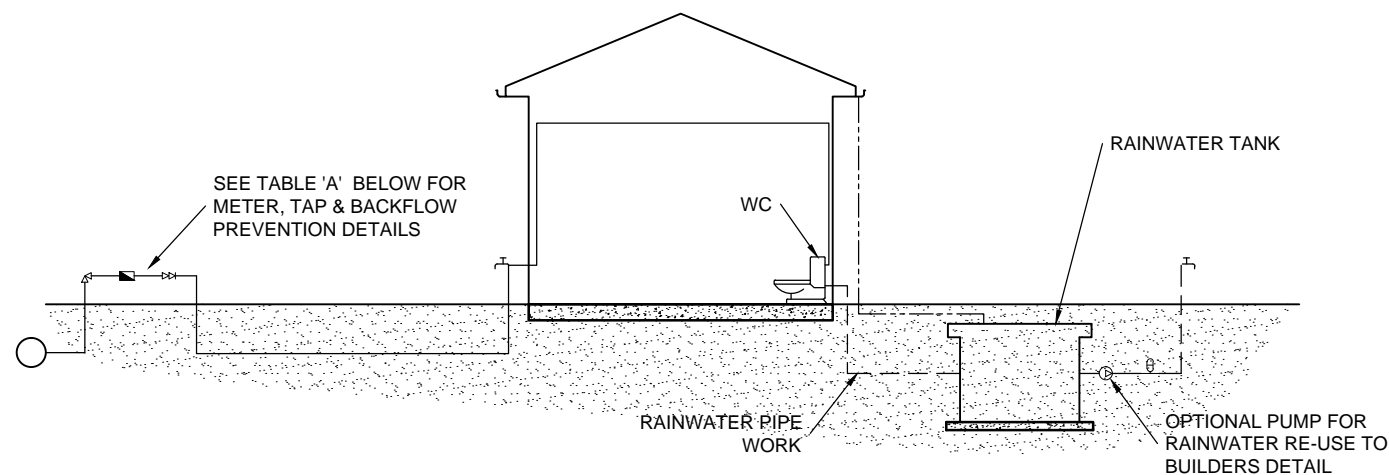 RAINWATER TANK
SEE TABLE 'A' BELOW FOR
METER, TAP & BACKFLOW
PREVENTION DETAILS
WC
RAINWATER PIPE
WORK
OPTIONAL PUMP FOR
RAINWATER RE-USE TO
BUILDERS DETAIL